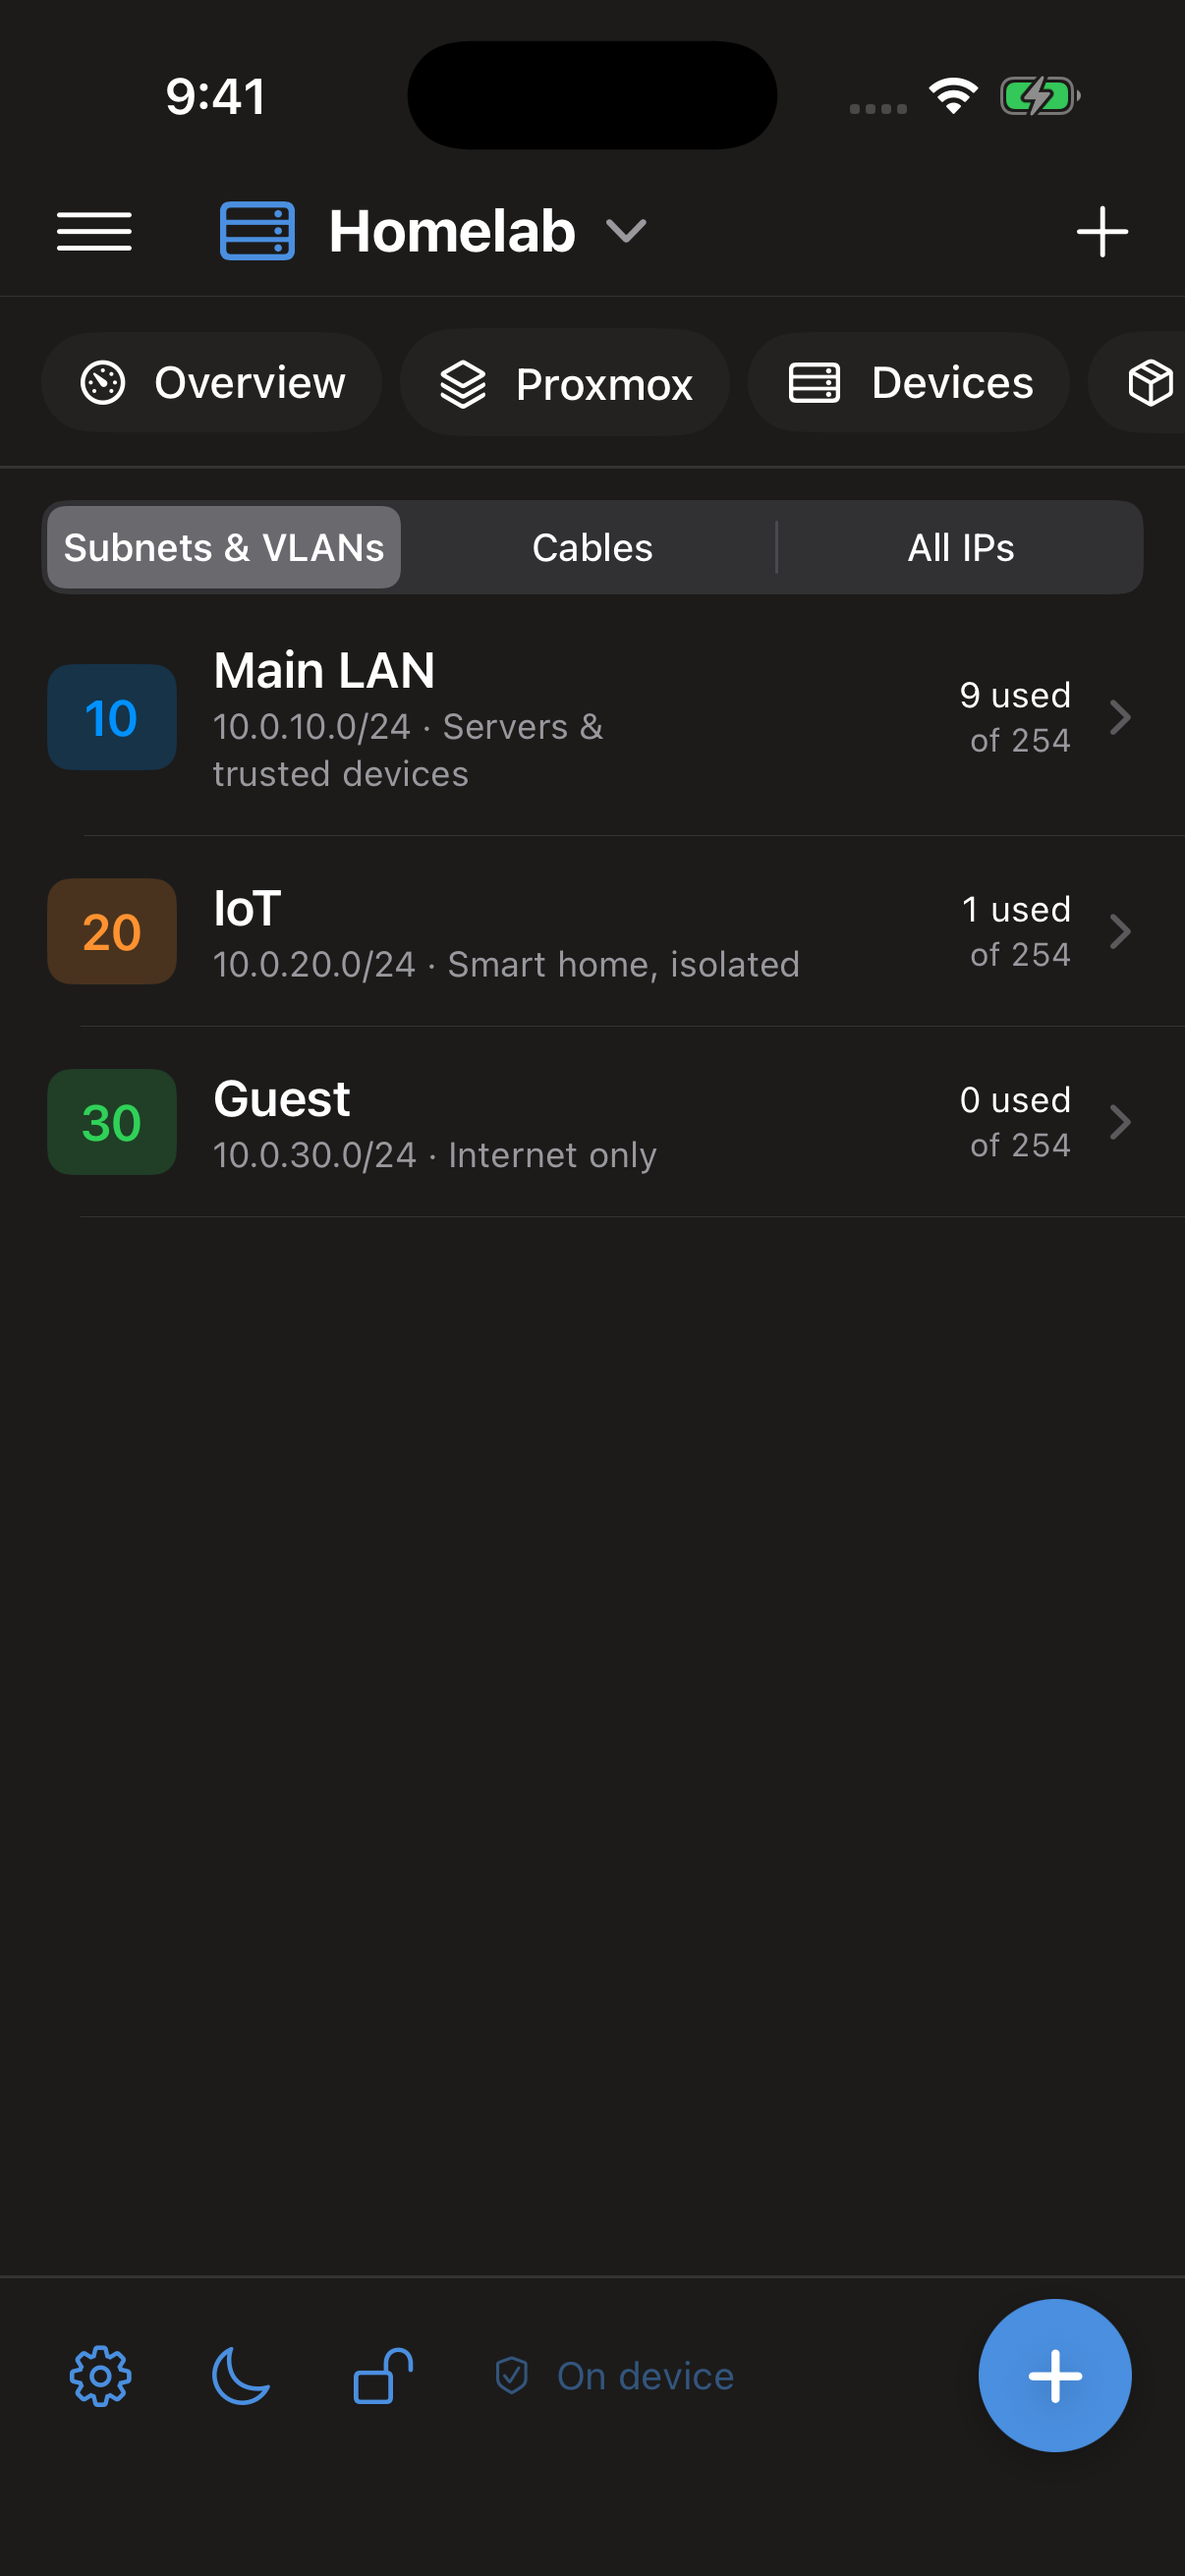 9:41
Homelab
Overview
Proxmox
Devices
Subnets & VLANs
Cables
All IPs
10
Main LAN
10.0.10.0/24 · Servers &
trusted devices
9 used
of 254
20
IoT
10.0.20.0/24 · Smart home, isolated
1 used
of 254
30
Guest
10.0.30.0/24 · Internet only
0 used
of 254
On device